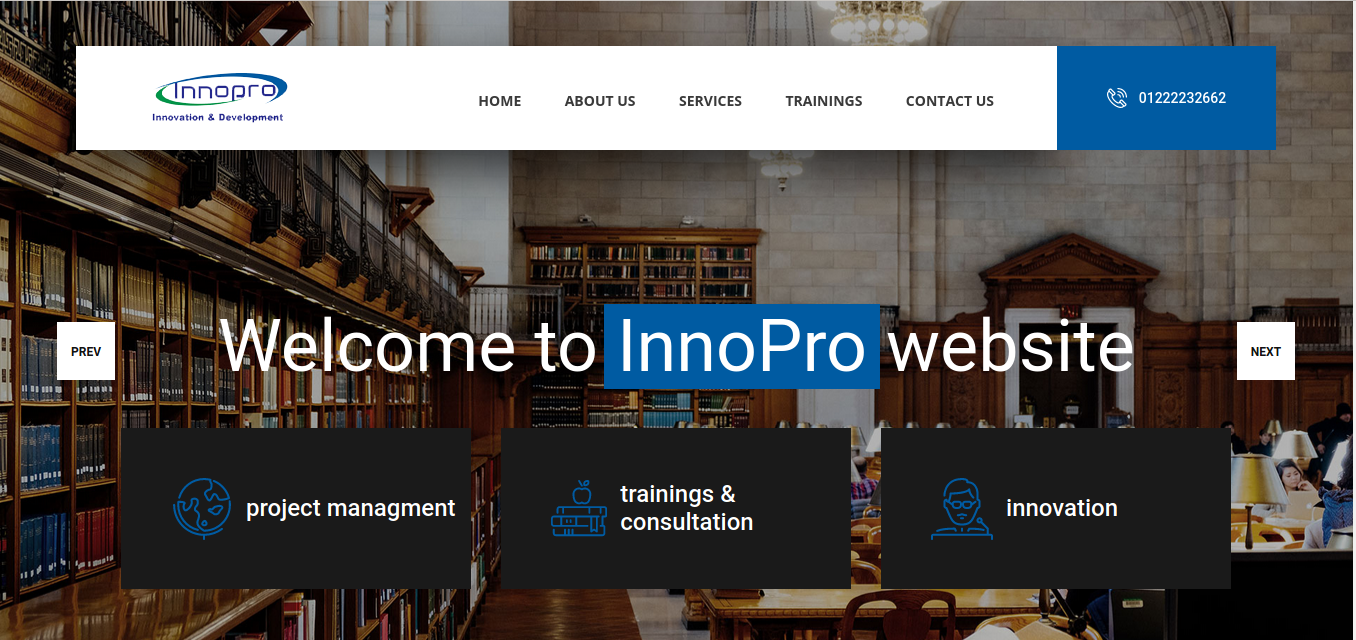 Innopro
Innovation & Development
HOME
ABOUT US
SERVICES
TRAININGS
CONTACT US
01222232662
Welcome to InnoPro website
PREV
NEXT
project managment
trainings &
consultation
innovation